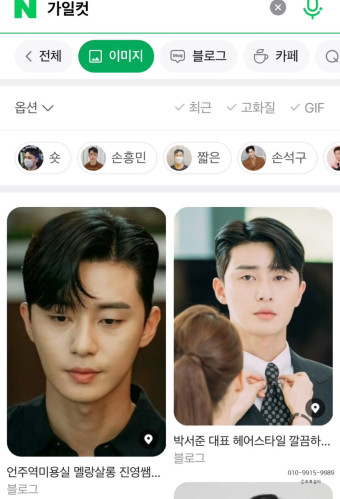 N 가일컷
전체 이미지 블로그 카페
옵션 최근 고화질 GIF
숏 손흥민 짧은 손석구
언주역미용실 멜랑살롱 진영쌤...
블로그
박서준 대표 헤어스타일 깔끔하...
블로그
010-9915-9989